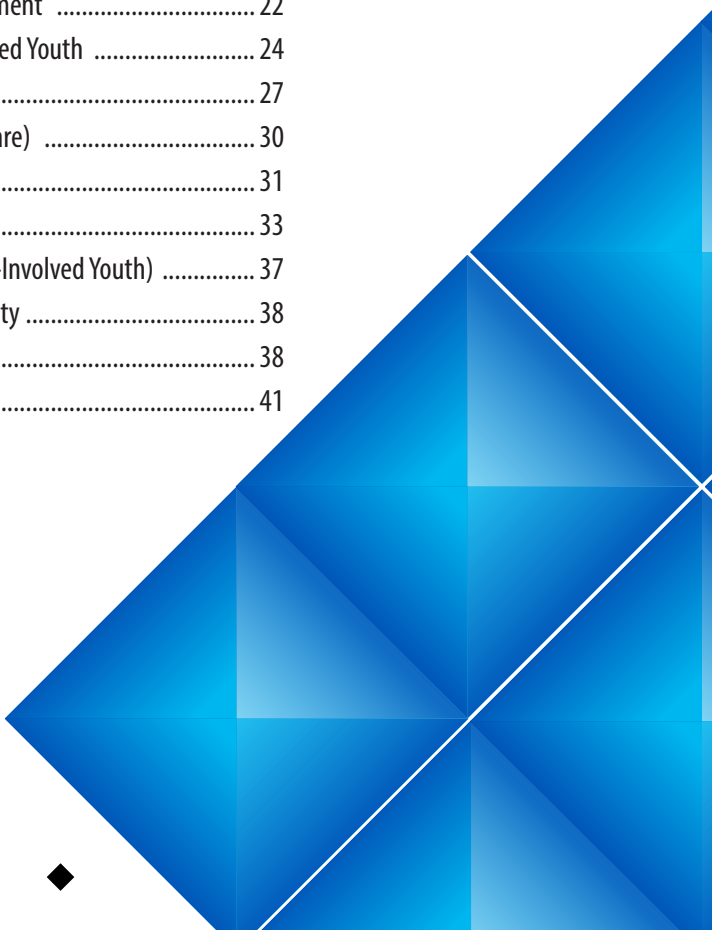 ment .................................. 22
ed Youth ........................ 24
...................................... 27
are) ............................... 30
...................................... 31
...................................... 33
-Involved Youth) .............. 37
ty ................................... 38
...................................... 38
...................................... 41